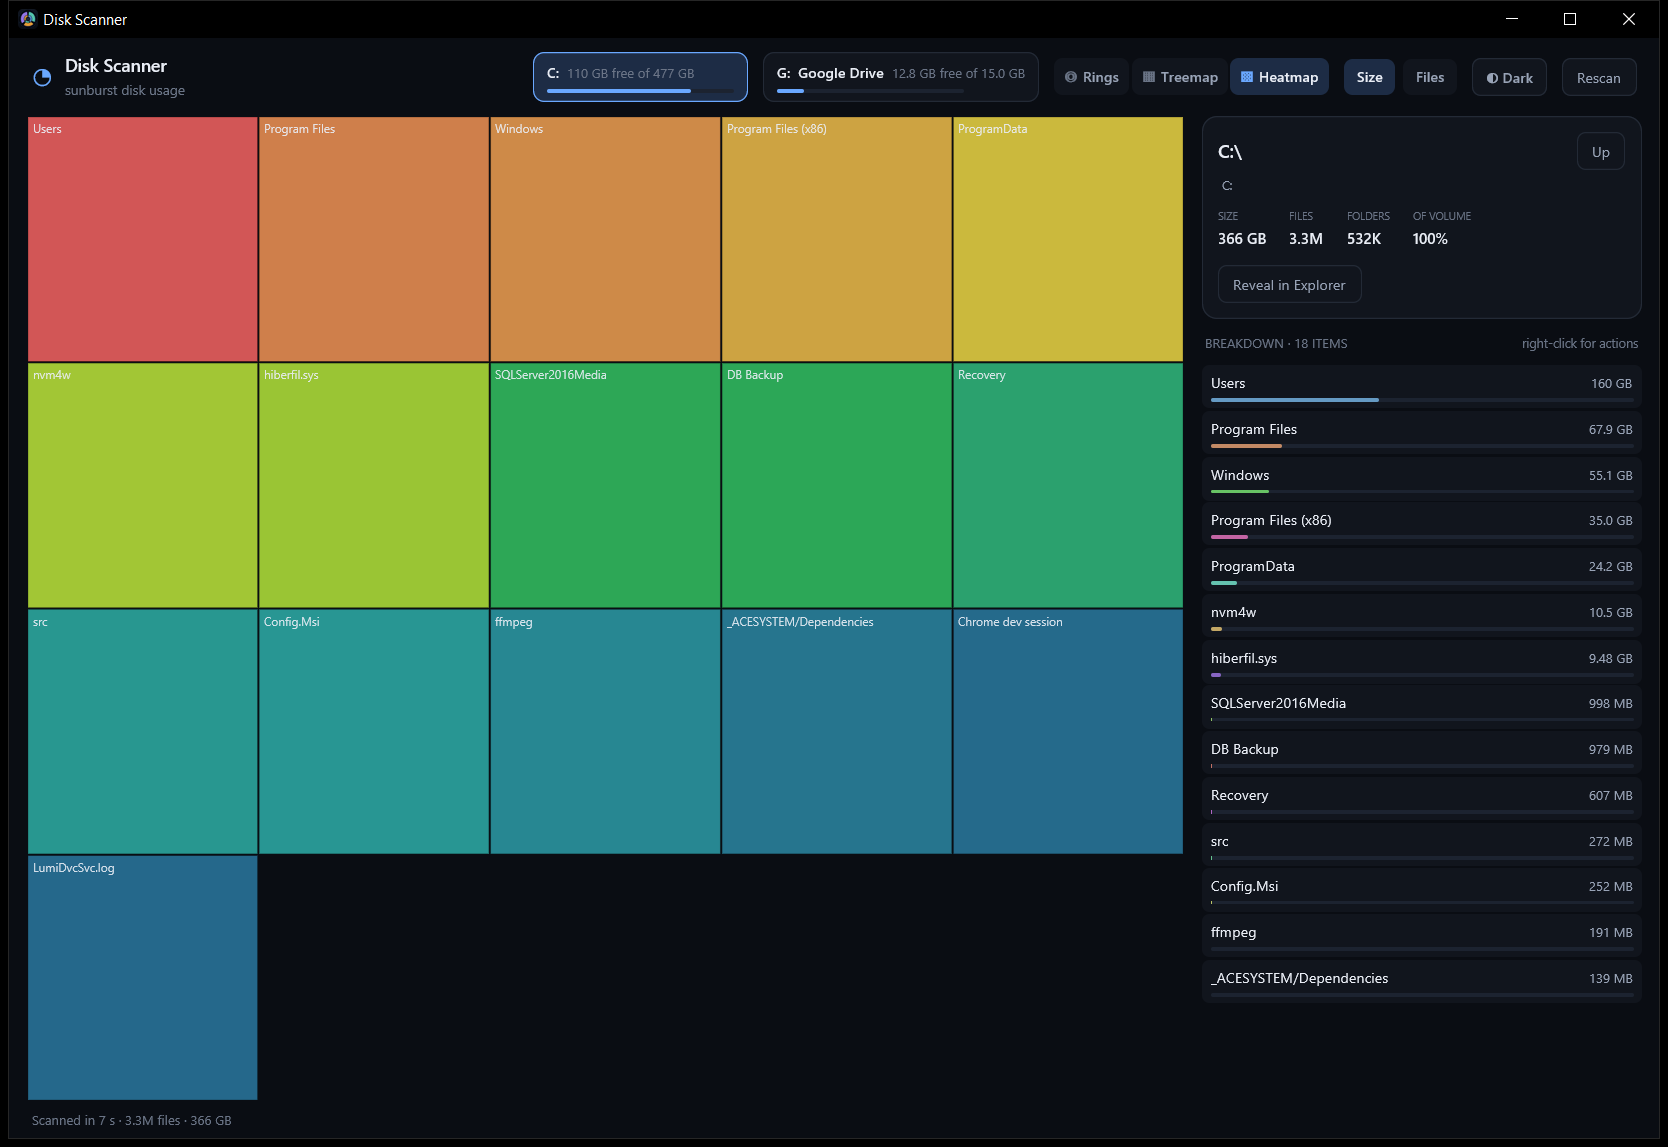 Disk Scanner
Disk Scanner
sunburst disk usage
C: 110 GB free of 477 GB
G: Google Drive 12.8 GB free of 15.0 GB
Rings
Treemap
Heatmap
Size
Files
Dark
Rescan
Users
Program Files
Windows
Program Files (x86)
ProgramData
nvm4w
hiberfil.sys
SQLServer2016Media
DB Backup
Recovery
src
Config.Msi
ffmpeg
_ACESYSTEM/Dependencies
Chrome dev session
LumiDvcSvc.log
Scanned in 7 s · 3.3M files · 366 GB
C:\
Up
C:
SIZE FILES FOLDERS OF VOLUME
366 GB 3.3M 532K 100%
Reveal in Explorer
BREAKDOWN · 18 ITEMS right-click for actions
Users 160 GB
Program Files 67.9 GB
Windows 55.1 GB
Program Files (x86) 35.0 GB
ProgramData 24.2 GB
nvm4w 10.5 GB
hiberfil.sys 9.48 GB
SQLServer2016Media 998 MB
DB Backup 979 MB
Recovery 607 MB
src 272 MB
Config.Msi 252 MB
ffmpeg 191 MB
_ACESYSTEM/Dependencies 139 MB